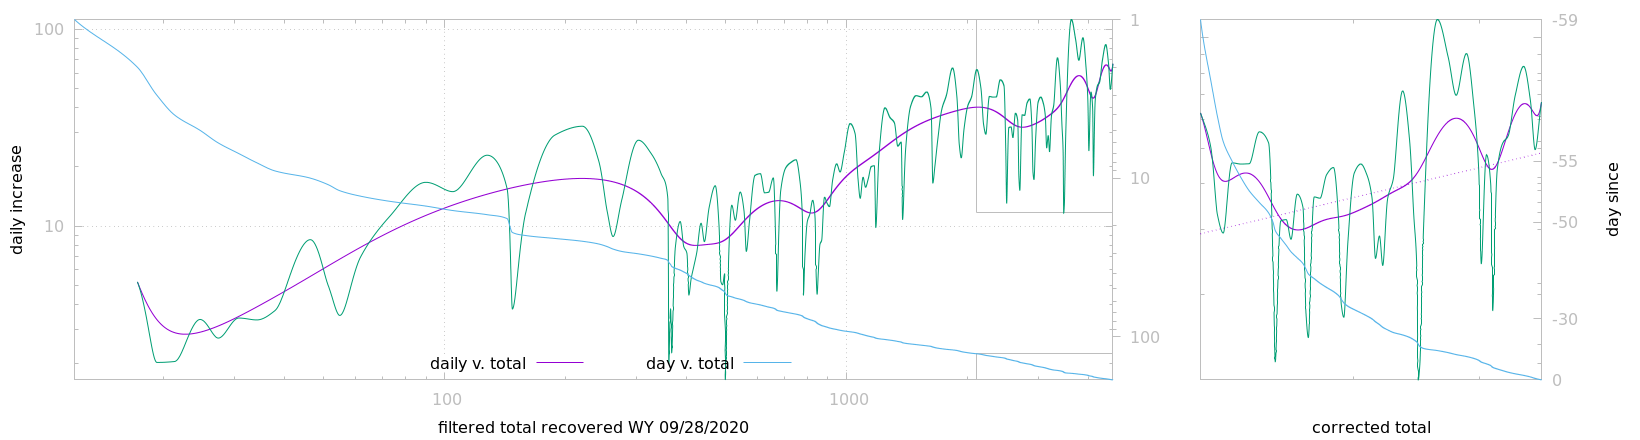 100
10
daily increase
1
10
100
daily v. total
day v. total
100
1000
filtered total recovered WY 09/28/2020
-59
-55
-50
-30
0
day since
corrected total